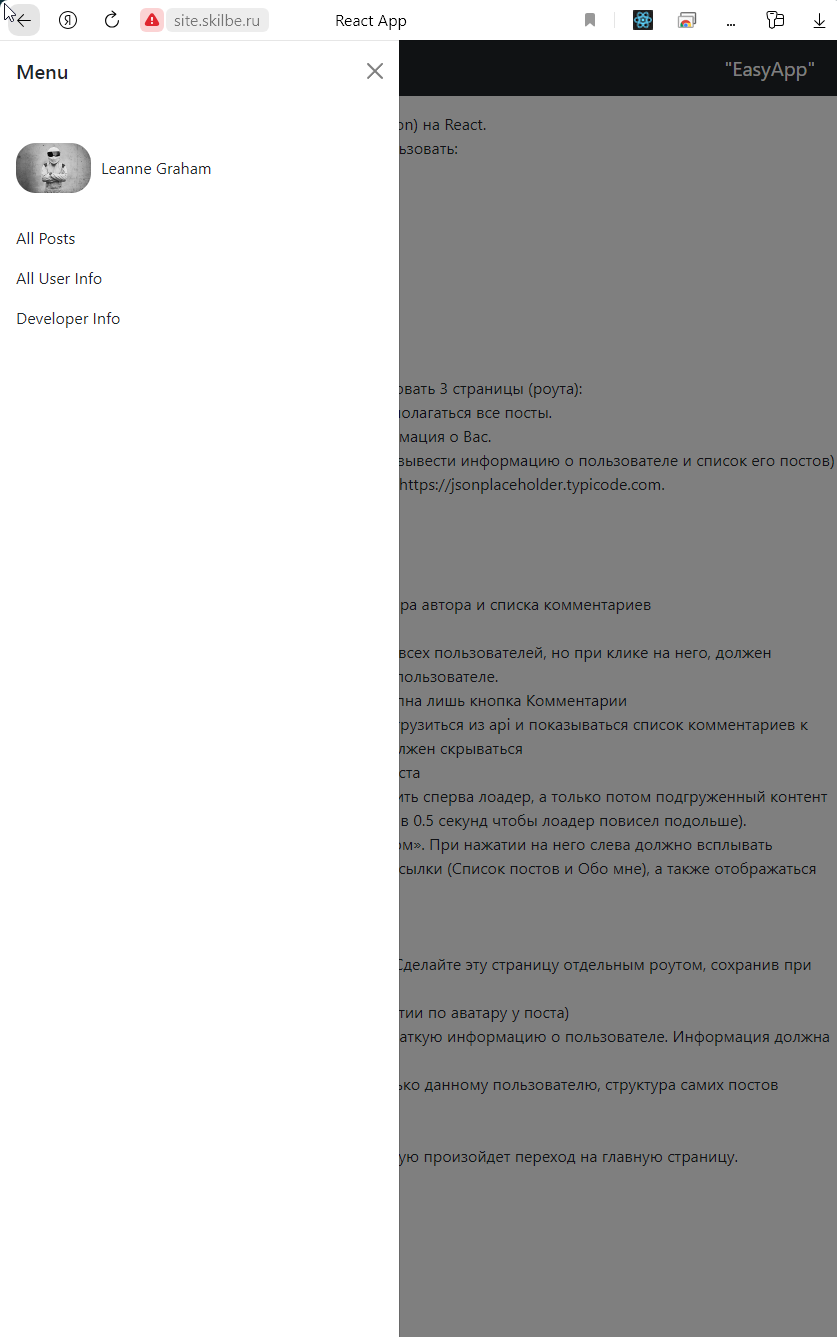 site.skilbe.ru
React App
...
Menu
"EasyApp"
on) на React.
ьзовать:
Leanne Graham
All Posts
All User Info
Developer Info
овать 3 страницы (роута):
полагаться все посты.
мация о Вас.
вывести информацию о пользователе и список его постов)
https://jsonplaceholder.typicode.com.
ра автора и списка комментариев
всех пользователей, но при клике на него, должен
пользователе.
пна лишь кнопка Комментарии
грузиться из api и показываться список комментариев к
лжен скрываться
ста
ить сперва лоадер, а только потом подгруженный контент
в 0.5 секунд чтобы лоадер повисел подольше).
ом». При нажатии на него слева должно всплывать
сылки (Список постов и Обо мне), а также отображаться
Сделайте эту страницу отдельным роутом, сохранив при
тии по аватару у поста)
аткую информацию о пользователе. Информация должна
ько данному пользователю, структура самих постов
ую произойдет переход на главную страницу.